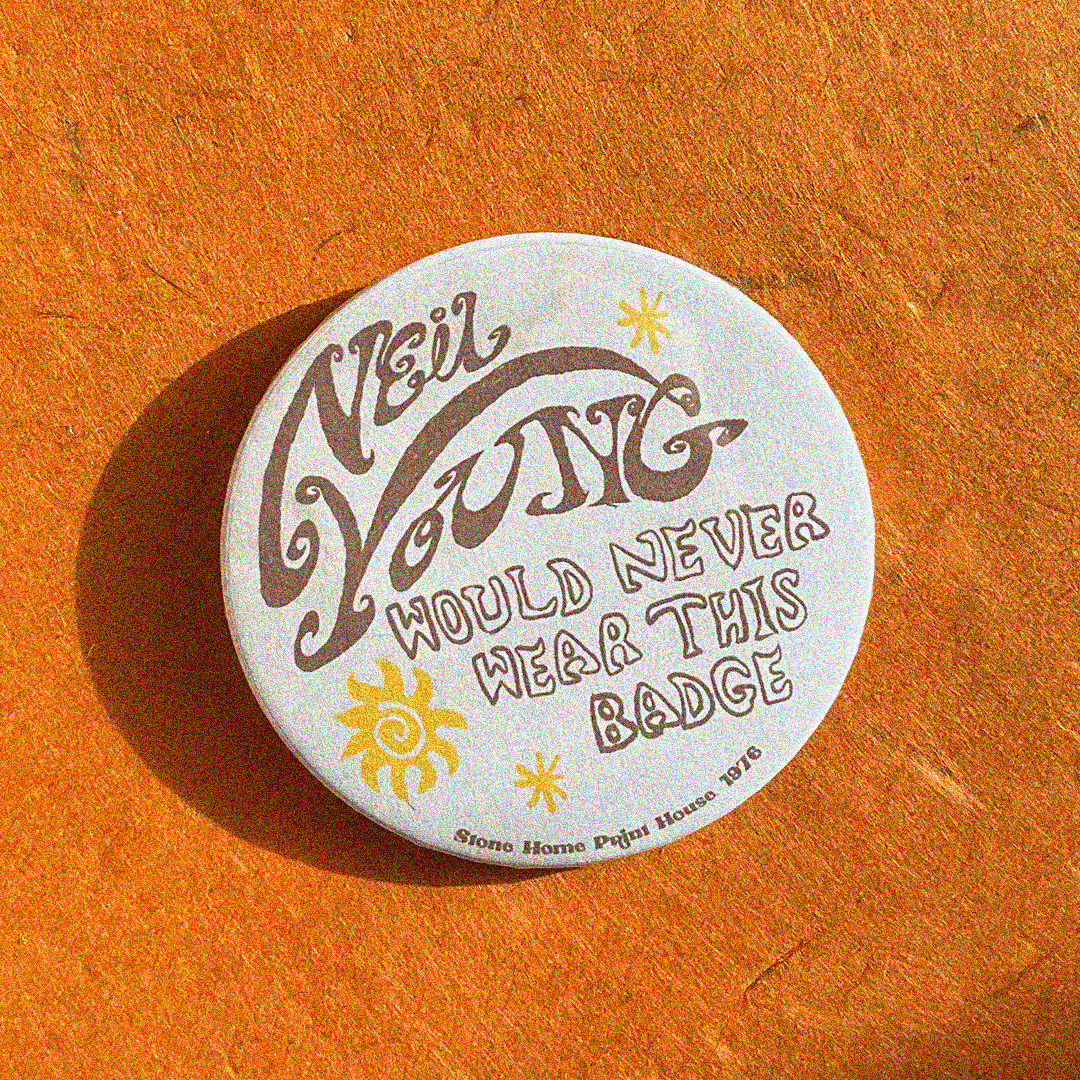 NEiL
YOUNG
WOULD NEVER
WEAR THIS
BADGE
Stone Home Print House 1976